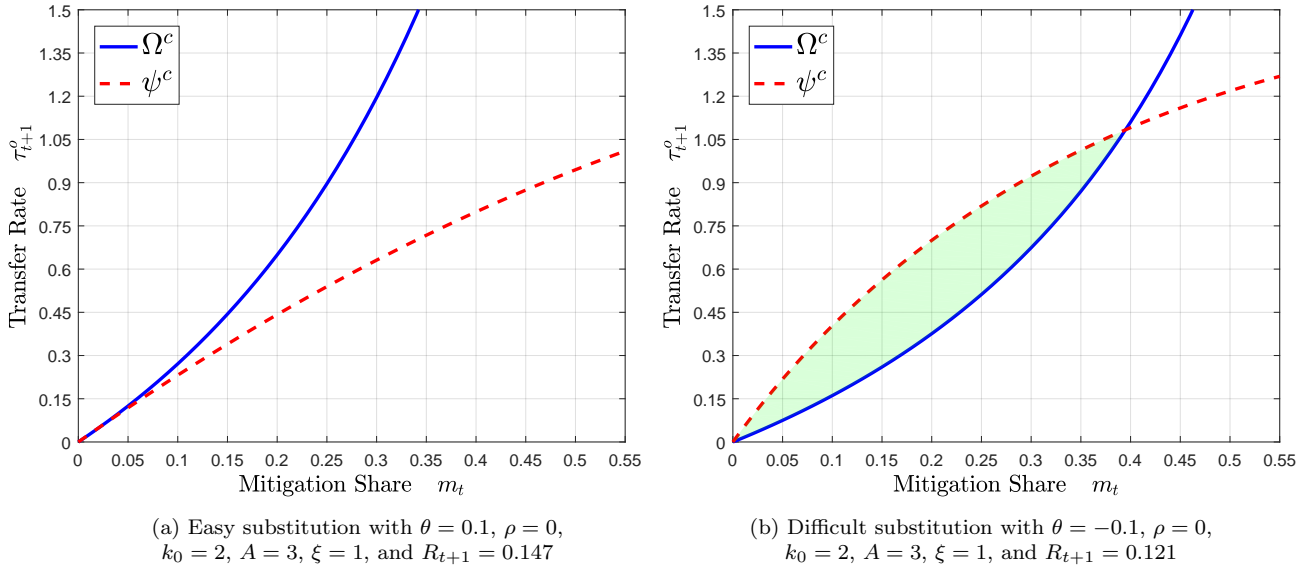 1.5
1.35
1.2
1.05
0.9
0.75
0.6
0.45
0.3
0.15
0
Transfer Rate τ^o_{t+1}
Ω^c
ψ^c
0 0.05 0.1 0.15 0.2 0.25 0.3 0.35 0.4 0.45 0.5 0.55
Mitigation Share m_t
(a) Easy substitution with θ = 0.1, ρ = 0,
k_0 = 2, A = 3, ξ = 1, and R_{t+1} = 0.147
1.5
1.35
1.2
1.05
0.9
0.75
0.6
0.45
0.3
0.15
0
Transfer Rate τ^o_{t+1}
Ω^c
ψ^c
0 0.05 0.1 0.15 0.2 0.25 0.3 0.35 0.4 0.45 0.5 0.55
Mitigation Share m_t
(b) Difficult substitution with θ = −0.1, ρ = 0,
k_0 = 2, A = 3, ξ = 1, and R_{t+1} = 0.121